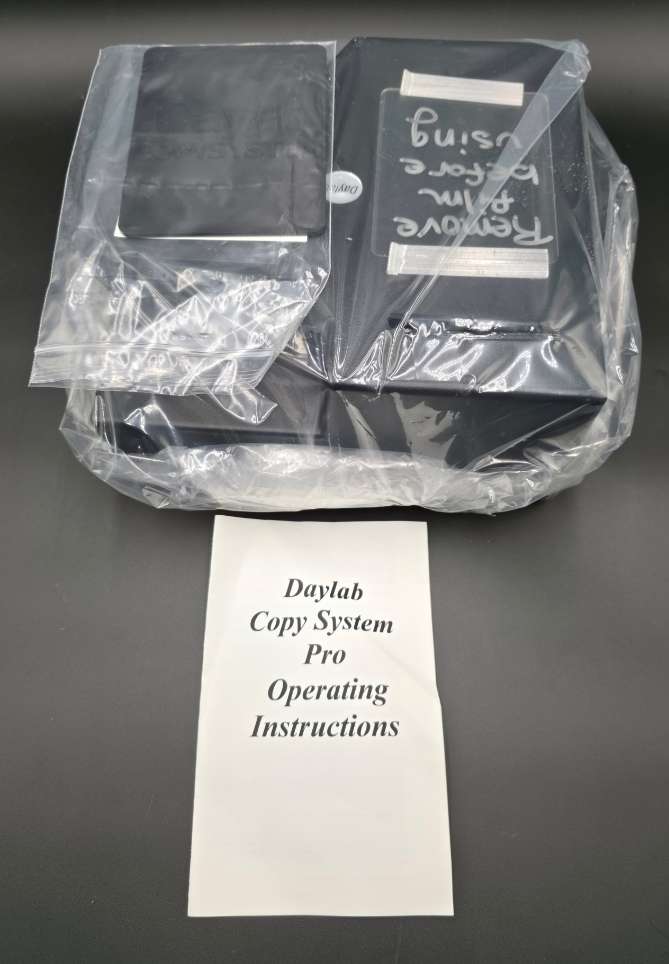 Remove
film
before
using.
Daylab
Copy System
Pro
Operating
Instructions